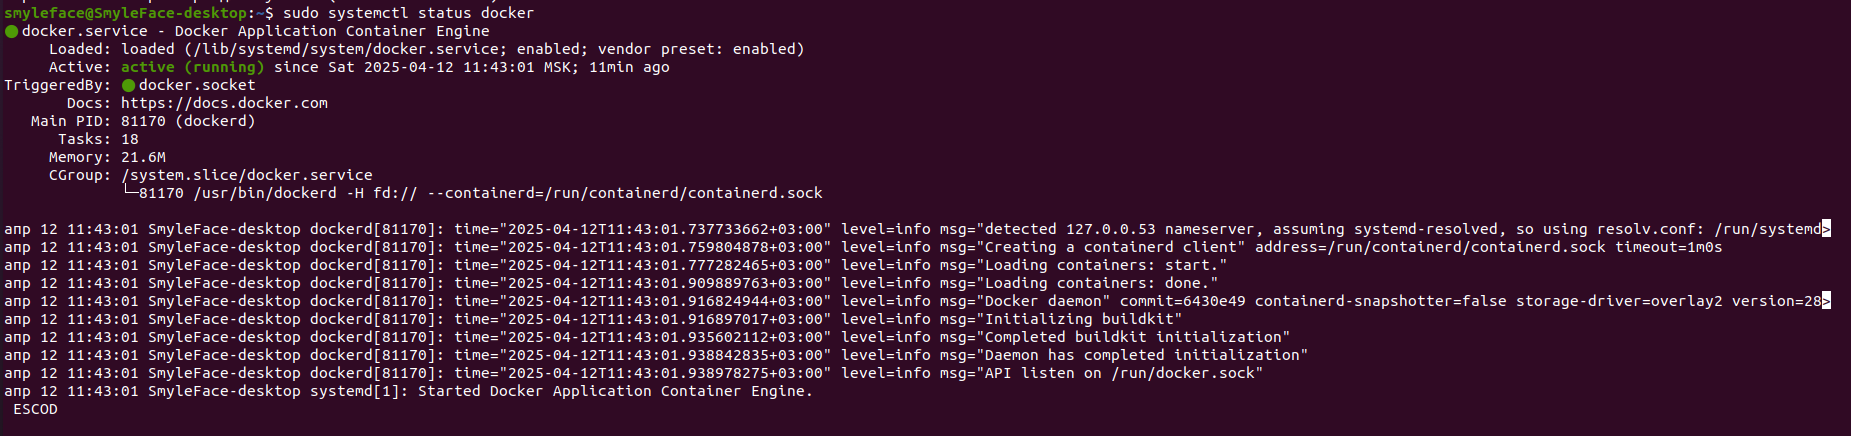 smyleface@SmyleFace-desktop:~$ sudo systemctl status docker
docker.service - Docker Application Container Engine
Loaded: loaded (/lib/systemd/system/docker.service; enabled; vendor preset: enabled)
Active: active (running) since Sat 2025-04-12 11:43:01 MSK; 11min ago
TriggeredBy: docker.socket
Docs: https://docs.docker.com
Main PID: 81170 (dockerd)
Tasks: 18
Memory: 21.6M
CGroup: /system.slice/docker.service
└─81170 /usr/bin/dockerd -H fd:// --containerd=/run/containerd/containerd.sock
апр 12 11:43:01 SmyleFace-desktop dockerd[81170]: time="2025-04-12T11:43:01.737733662+03:00" level=info msg="detected 127.0.0.53 nameserver, assuming systemd-resolved, so using resolv.conf: /run/systemd>
апр 12 11:43:01 SmyleFace-desktop dockerd[81170]: time="2025-04-12T11:43:01.759804878+03:00" level=info msg="Creating a containerd client" address=/run/containerd/containerd.sock timeout=1m0s
апр 12 11:43:01 SmyleFace-desktop dockerd[81170]: time="2025-04-12T11:43:01.777282465+03:00" level=info msg="Loading containers: start."
апр 12 11:43:01 SmyleFace-desktop dockerd[81170]: time="2025-04-12T11:43:01.909889763+03:00" level=info msg="Loading containers: done."
апр 12 11:43:01 SmyleFace-desktop dockerd[81170]: time="2025-04-12T11:43:01.916824944+03:00" level=info msg="Docker daemon" commit=6430e49 containerd-snapshotter=false storage-driver=overlay2 version=28>
апр 12 11:43:01 SmyleFace-desktop dockerd[81170]: time="2025-04-12T11:43:01.916897017+03:00" level=info msg="Initializing buildkit"
апр 12 11:43:01 SmyleFace-desktop dockerd[81170]: time="2025-04-12T11:43:01.935602112+03:00" level=info msg="Completed buildkit initialization"
апр 12 11:43:01 SmyleFace-desktop dockerd[81170]: time="2025-04-12T11:43:01.938842835+03:00" level=info msg="Daemon has completed initialization"
апр 12 11:43:01 SmyleFace-desktop dockerd[81170]: time="2025-04-12T11:43:01.938978275+03:00" level=info msg="API listen on /run/docker.sock"
апр 12 11:43:01 SmyleFace-desktop systemd[1]: Started Docker Application Container Engine.
ESCOD